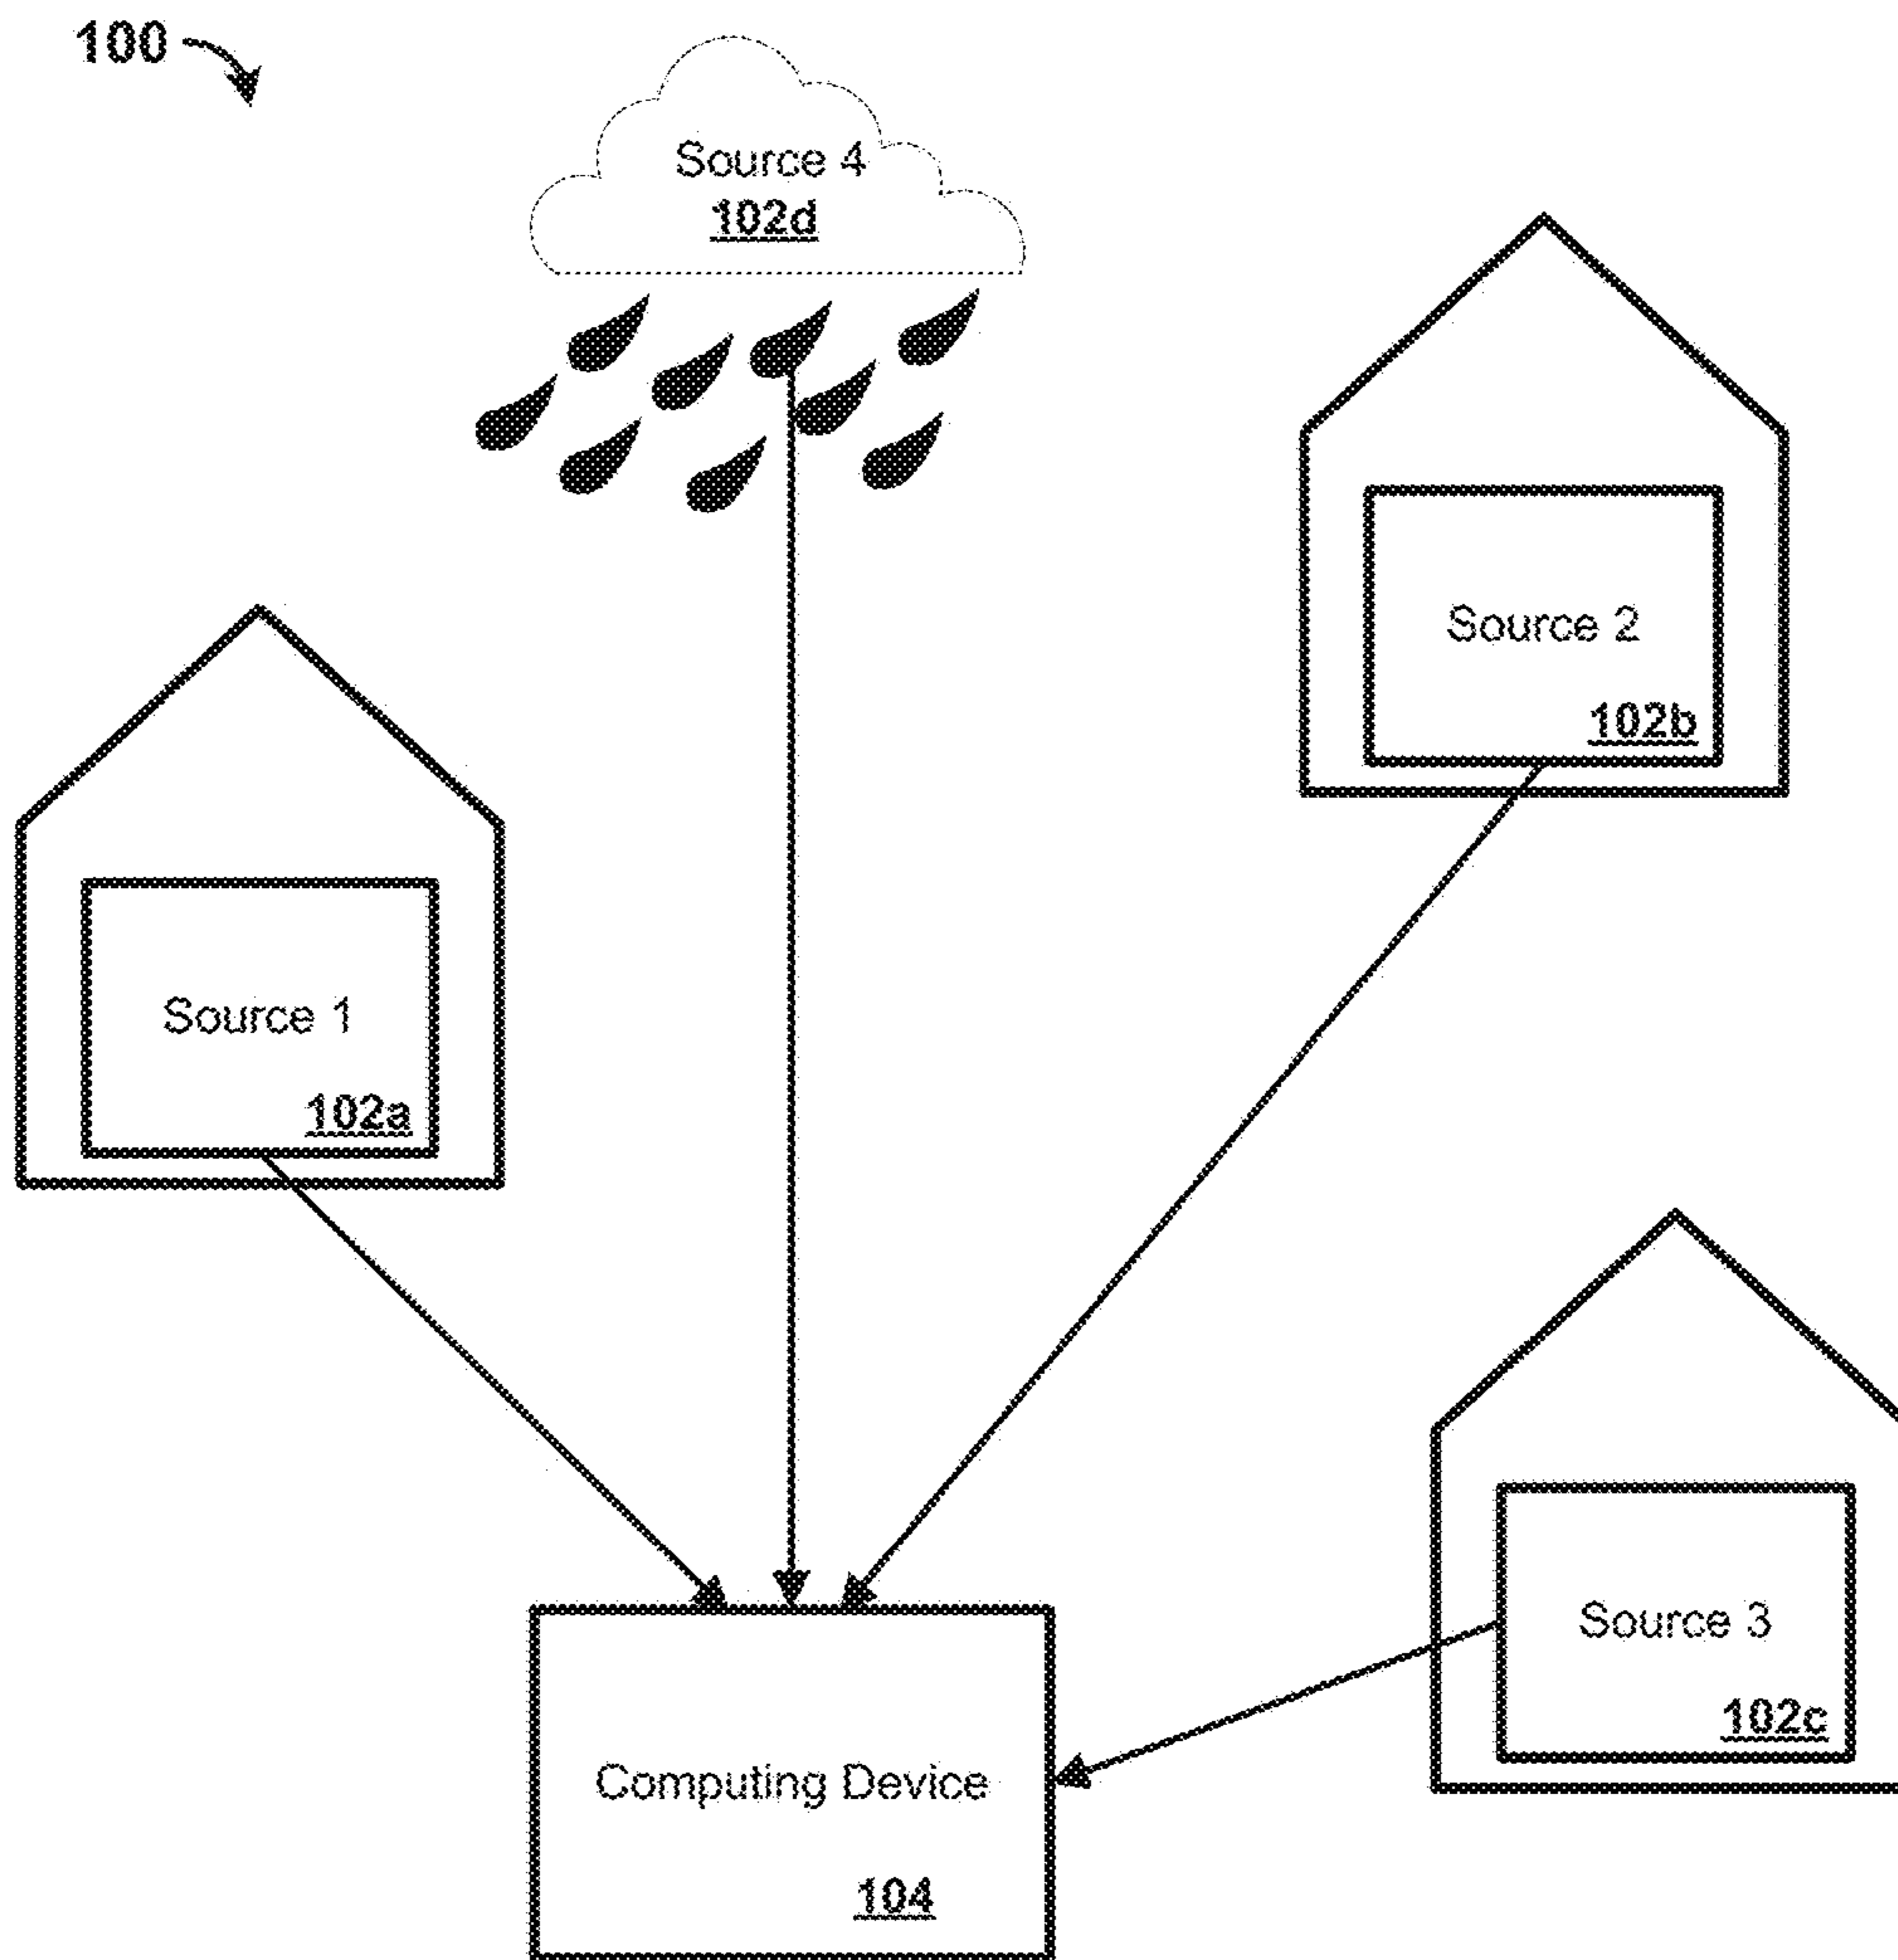 100
Source 4
102d
Source 2
102b
Source 1
102a
Source 3
102c
Computing Device
104